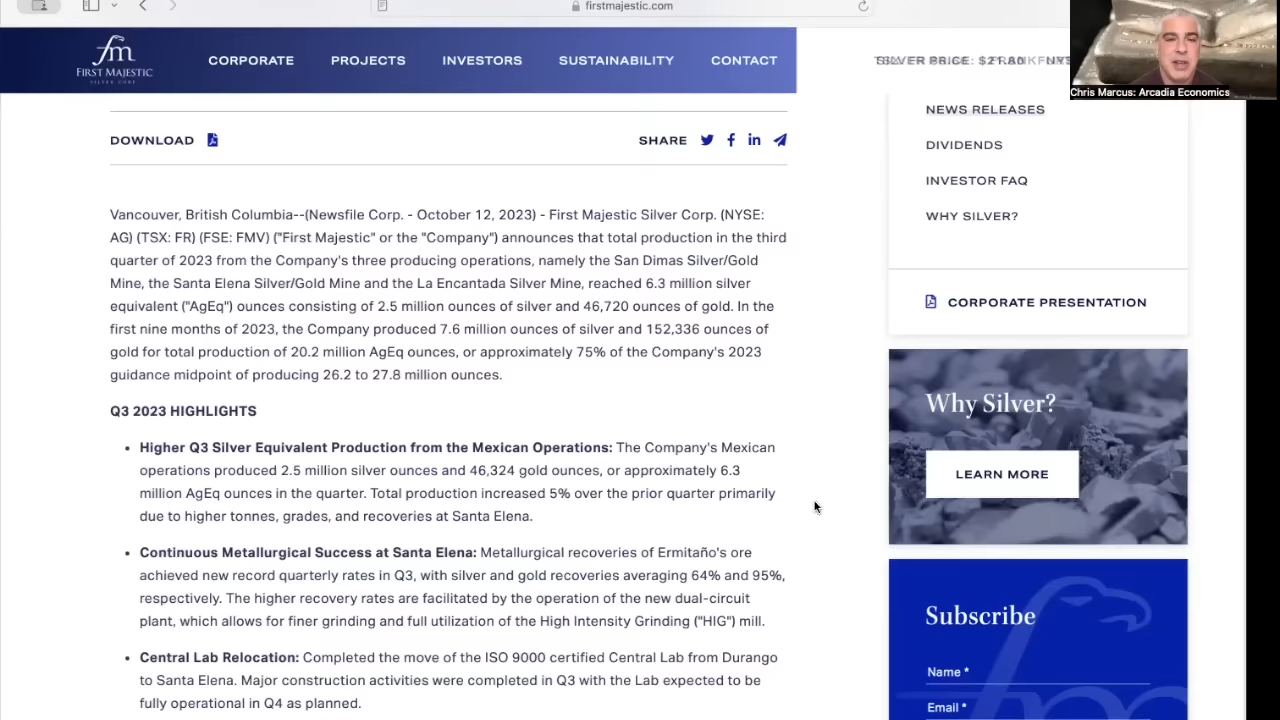 firstmajestic.com
fm
FIRST MAJESTIC
SILVER CORP.
CORPORATE
PROJECTS
INVESTORS
SUSTAINABILITY
CONTACT
SILVER PRICE:
Chris Marcus: Arcadia Economics
DOWNLOAD
SHARE
Vancouver, British Columbia--(Newsfile Corp. - October 12, 2023) - First Majestic Silver Corp. (NYSE:
AG) (TSX: FR) (FSE: FMV) ("First Majestic" or the "Company") announces that total production in the third
quarter of 2023 from the Company's three producing operations, namely the San Dimas Silver/Gold
Mine, the Santa Elena Silver/Gold Mine and the La Encantada Silver Mine, reached 6.3 million silver
equivalent ("AgEq") ounces consisting of 2.5 million ounces of silver and 46,720 ounces of gold. In the
first nine months of 2023, the Company produced 7.6 million ounces of silver and 152,336 ounces of
gold for total production of 20.2 million AgEq ounces, or approximately 75% of the Company's 2023
guidance midpoint of producing 26.2 to 27.8 million ounces.
Q3 2023 HIGHLIGHTS
• Higher Q3 Silver Equivalent Production from the Mexican Operations: The Company's Mexican
operations produced 2.5 million silver ounces and 46,324 gold ounces, or approximately 6.3
million AgEq ounces in the quarter. Total production increased 5% over the prior quarter primarily
due to higher tonnes, grades, and recoveries at Santa Elena.
• Continuous Metallurgical Success at Santa Elena: Metallurgical recoveries of Ermitaño's ore
achieved new record quarterly rates in Q3, with silver and gold recoveries averaging 64% and 95%,
respectively. The higher recovery rates are facilitated by the operation of the new dual-circuit
plant, which allows for finer grinding and full utilization of the High Intensity Grinding ("HIG") mill.
• Central Lab Relocation: Completed the move of the ISO 9000 certified Central Lab from Durango
to Santa Elena. Major construction activities were completed in Q3 with the Lab expected to be
fully operational in Q4 as planned.
NEWS RELEASES
DIVIDENDS
INVESTOR FAQ
WHY SILVER?
CORPORATE PRESENTATION
Why Silver?
LEARN MORE
Subscribe
Name *
Email *